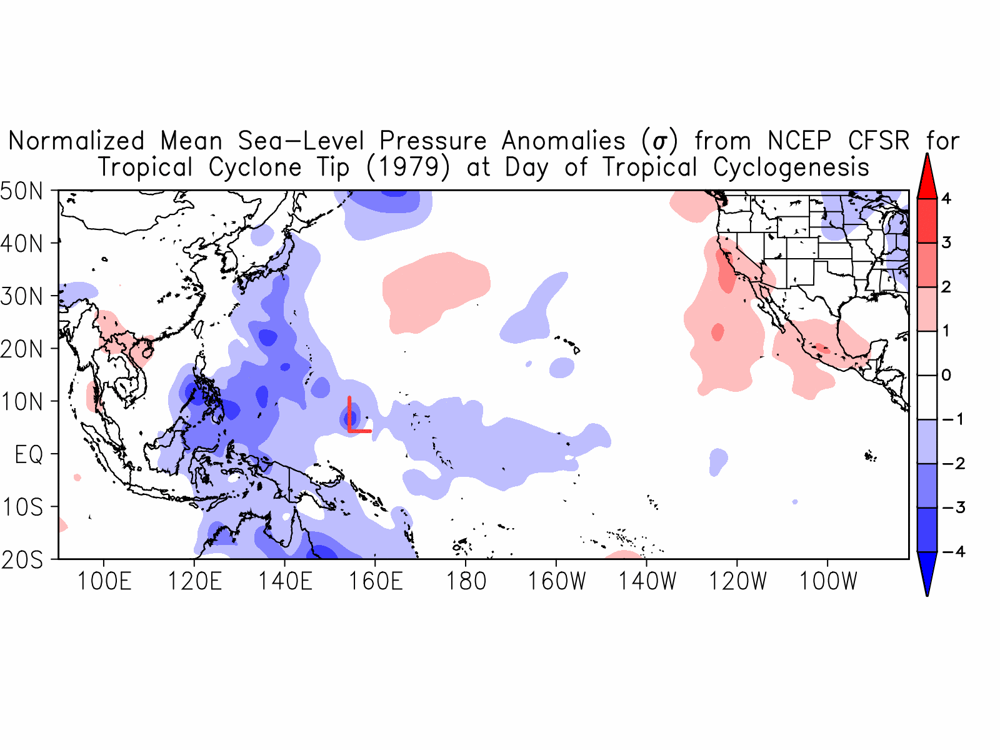 Normalized Mean Sea-Level Pressure Anomalies (σ) from NCEP CFSR for
Tropical Cyclone Tip (1979) at Day of Tropical Cyclogenesis
50N
40N
30N
20N
10N
EQ
10S
20S
100E 120E 140E 160E 180 160W 140W 120W 100W
L
4
3
2
1
0
-1
-2
-3
-4